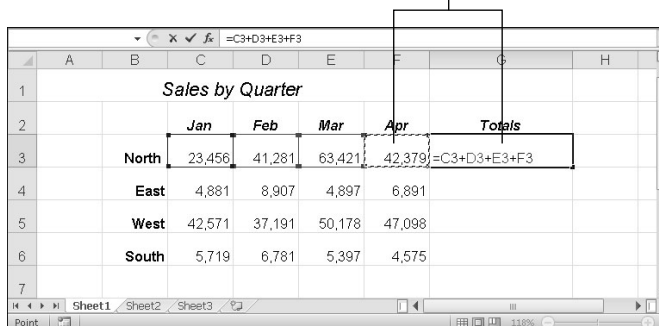 fx =C3+D3+E3+F3
A B C D E F G H
1 Sales by Quarter
2 Jan Feb Mar Apr Totals
3 North 23,456 41,281 63,421 42,379 =C3+D3+E3+F3
4 East 4,881 8,907 4,897 6,891
5 West 42,571 37,191 50,178 47,098
6 South 5,719 6,781 5,397 4,575
7
Sheet1 Sheet2 Sheet3
Point 118%